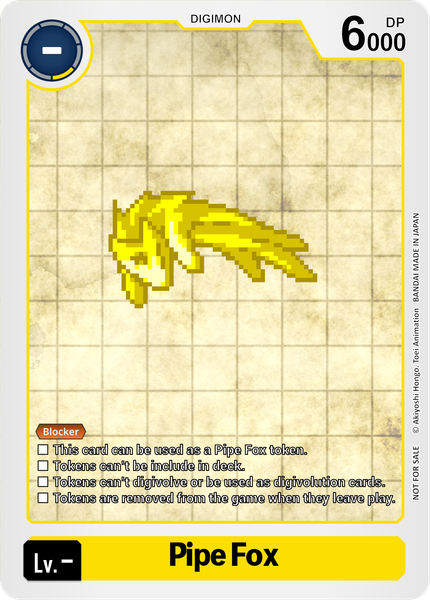 DIGIMON
-
DP
6000
Blocker
☐ This card can be used as a Pipe Fox token.
☐ Tokens can't be include in deck.
☐ Tokens can't digivolve or be used as digivolution cards.
☐ Tokens are removed from the game when they leave play.
NOT FOR SALE © Akiyoshi Hongo. Toei Animation BANDAI MADE IN JAPAN
Lv.-
Pipe Fox